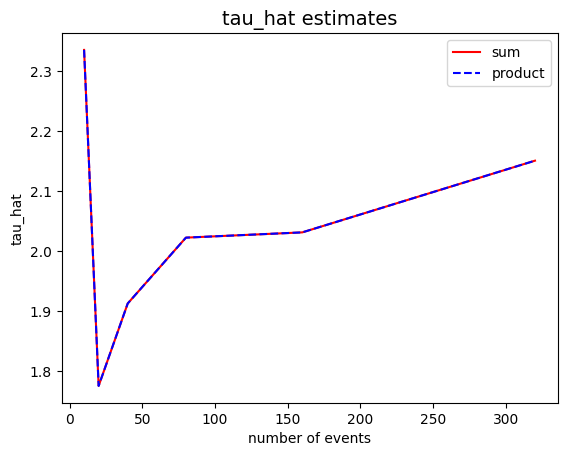 tau_hat estimates
sum
product
tau_hat
2.3
2.2
2.1
2.0
1.9
1.8
0
50
100
150
200
250
300
number of events